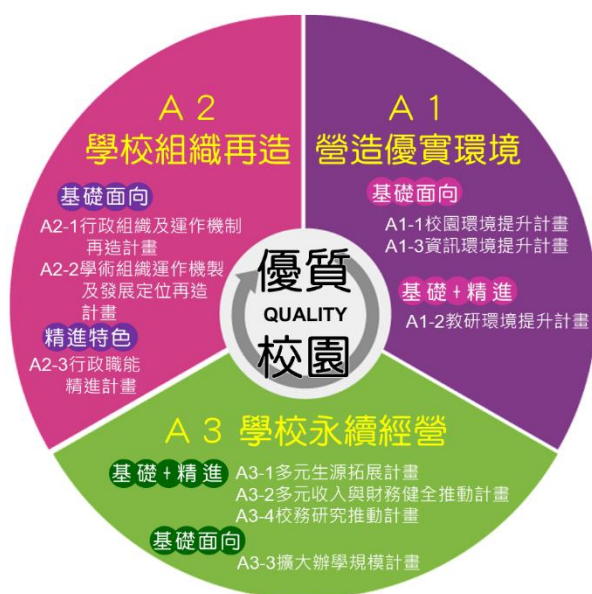 A 2
學校組織再造
基礎面向
A2-1行政組織及運作機制
再造計畫
A2-2學術組織運作機製
及發展定位再造
計畫
精進特色
A2-3行政職能
精進計畫
A 1
營造優實環境
基礎面向
A1-1校園環境提升計畫
A1-3資訊環境提升計畫
基礎+精進
A1-2教研環境提升計畫
優質
QUALITY
校園
A 3 學校永續經營
基礎+精進
A3-1多元生源拓展計畫
A3-2多元收入與財務健全推動計畫
A3-4校務研究推動計畫
基礎面向
A3-3擴大辦學規模計畫